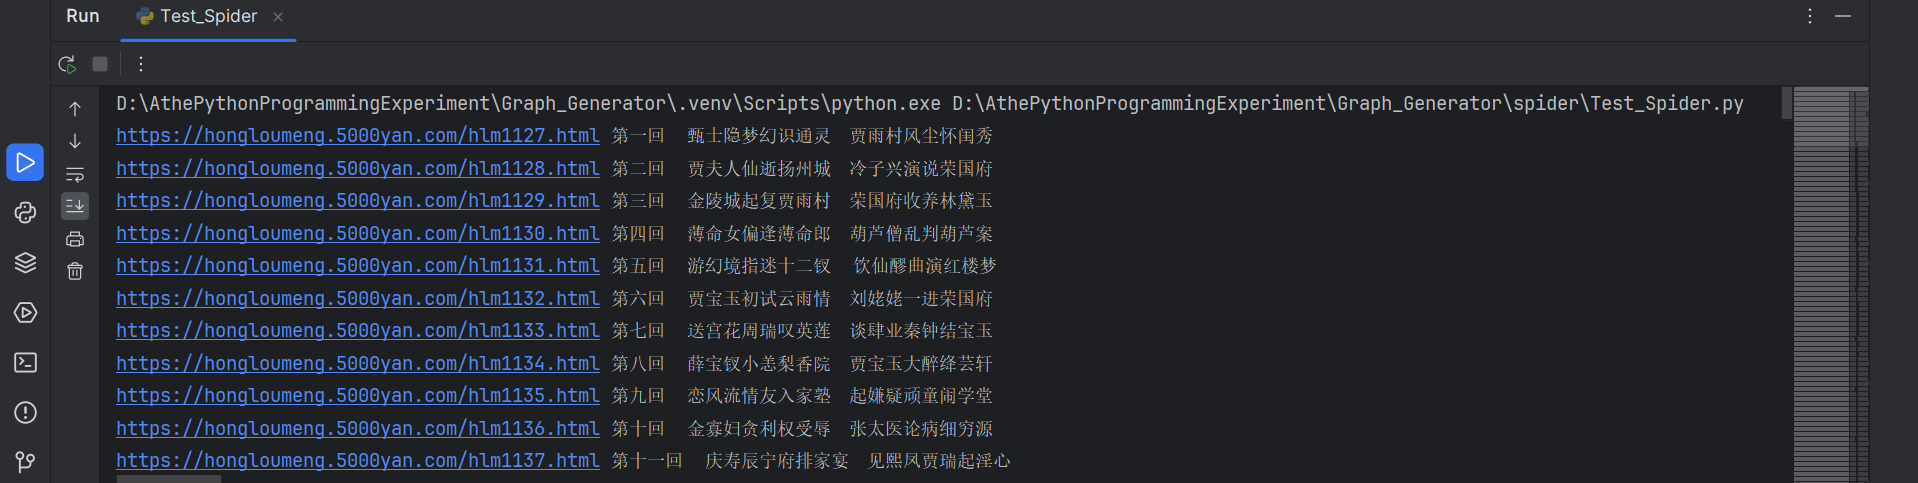 Run Test_Spider
D:\AthePythonProgrammingExperiment\Graph_Generator\.venv\Scripts\python.exe D:\AthePythonProgrammingExperiment\Graph_Generator\spider\Test_Spider.py
https://hongloumeng.5000yan.com/hlm1127.html 第一回 甄士隐梦幻识通灵 贾雨村风尘怀闺秀
https://hongloumeng.5000yan.com/hlm1128.html 第二回 贾夫人仙逝扬州城 冷子兴演说荣国府
https://hongloumeng.5000yan.com/hlm1129.html 第三回 金陵城起复贾雨村 荣国府收养林黛玉
https://hongloumeng.5000yan.com/hlm1130.html 第四回 薄命女偏逢薄命郎 葫芦僧乱判葫芦案
https://hongloumeng.5000yan.com/hlm1131.html 第五回 游幻境指迷十二钗 饮仙醪曲演红楼梦
https://hongloumeng.5000yan.com/hlm1132.html 第六回 贾宝玉初试云雨情 刘姥姥一进荣国府
https://hongloumeng.5000yan.com/hlm1133.html 第七回 送宫花周瑞叹英莲 谈肆业秦钟结宝玉
https://hongloumeng.5000yan.com/hlm1134.html 第八回 薛宝钗小恙梨香院 贾宝玉大醉绛芸轩
https://hongloumeng.5000yan.com/hlm1135.html 第九回 恋风流情友入家塾 起嫌疑顽童闹学堂
https://hongloumeng.5000yan.com/hlm1136.html 第十回 金寡妇贪利权受辱 张太医论病细穷源
https://hongloumeng.5000yan.com/hlm1137.html 第十一回 庆寿辰宁府排家宴 见熙凤贾瑞起淫心